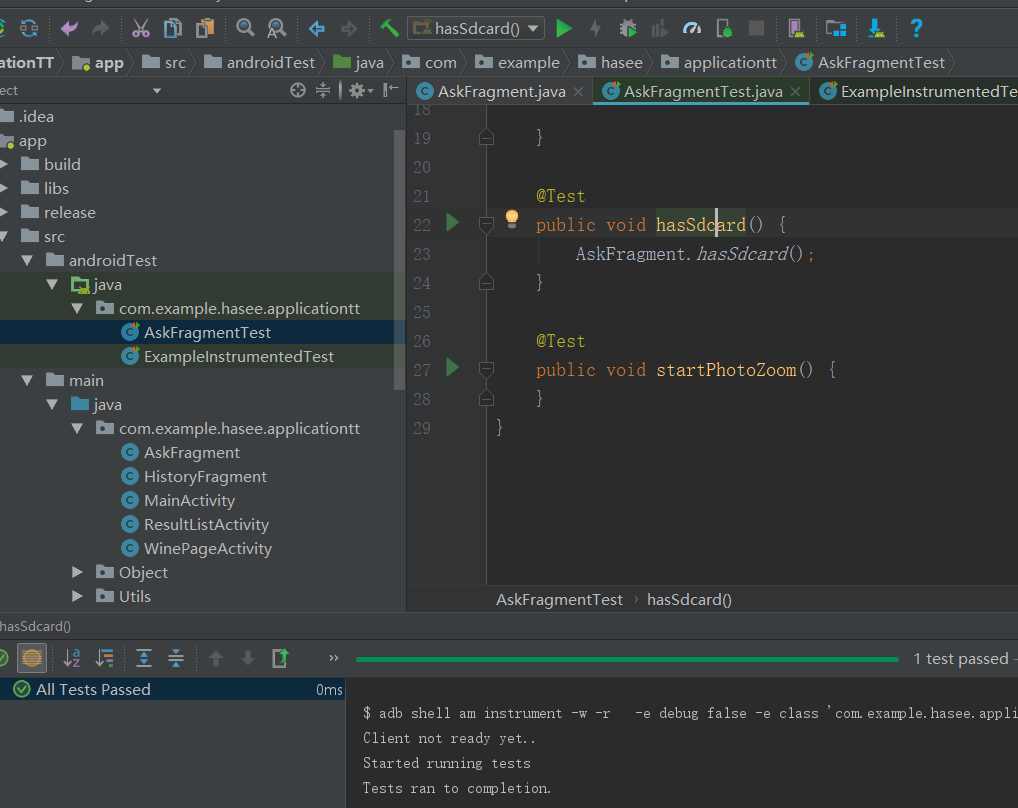 hasSdcard()
ationTT app src androidTest java com example hasee applicationtt AskFragmentTest
ect
AskFragment.java AskFragmentTest.java ExampleInstrumentedTe
.idea
app
build
libs
release
src
androidTest
java
com.example.hasee.applicationtt
AskFragmentTest
ExampleInstrumentedTest
main
java
com.example.hasee.applicationtt
AskFragment
HistoryFragment
MainActivity
ResultListActivity
WinePageActivity
Object
Utils
18
19 }
20
21 @Test
22 public void hasSdcard() {
23 AskFragment.hasSdcard();
24 }
25
26 @Test
27 public void startPhotoZoom() {
28 }
29 }
AskFragmentTest › hasSdcard()
hasSdcard()
1 test passed -
All Tests Passed 0ms
$ adb shell am instrument -w -r -e debug false -e class 'com.example.hasee.appli
Client not ready yet..
Started running tests
Tests ran to completion.